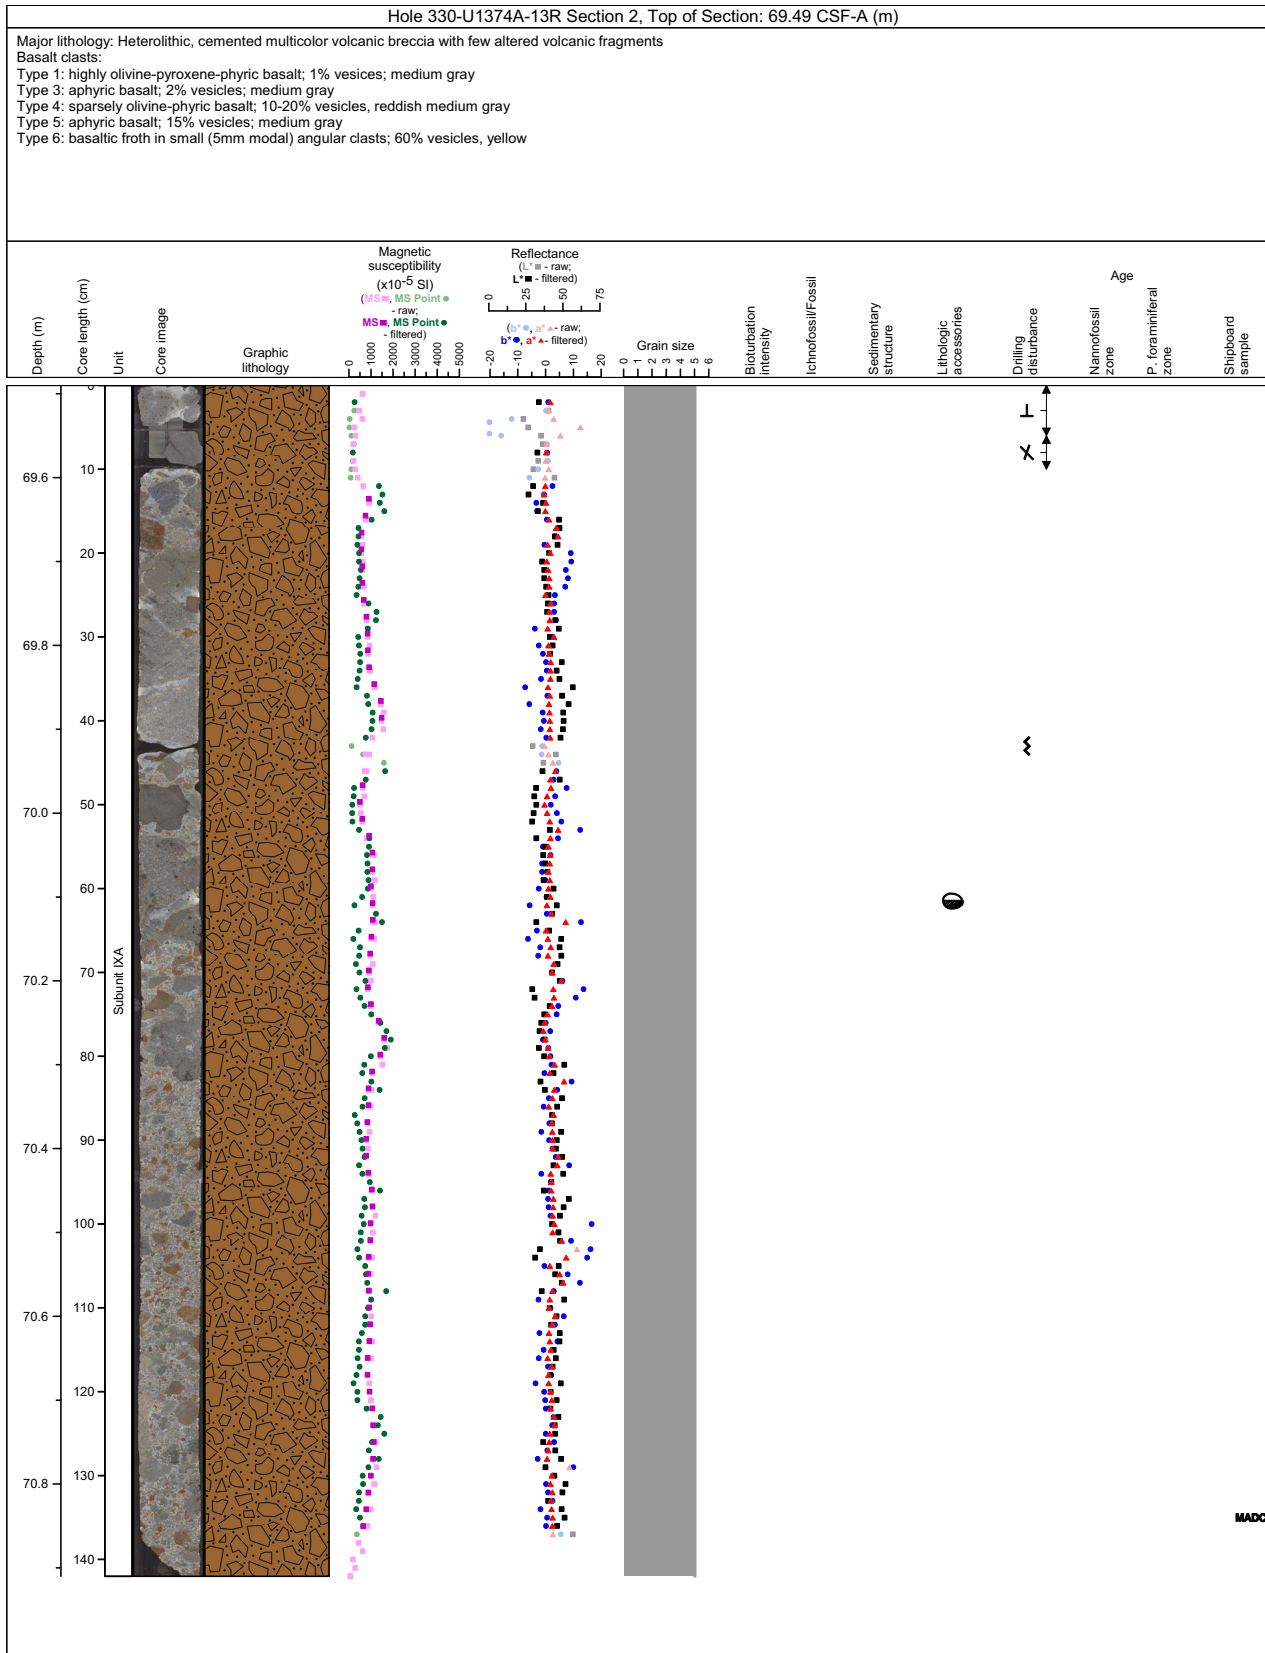 Hole 330-U1374A-13R Section 2, Top of Section: 69.49 CSF-A (m)
Major lithology: Heterolithic, cemented multicolor volcanic breccia with few altered volcanic fragments
Basalt clasts:
Type 1: highly olivine-pyroxene-phyric basalt; 1% vesices; medium gray
Type 3: aphyric basalt; 2% vesicles; medium gray
Type 4: sparsely olivine-phyric basalt; 10-20% vesicles, reddish medium gray
Type 5: aphyric basalt; 15% vesicles; medium gray
Type 6: basaltic froth in small (5mm modal) angular clasts; 60% vesicles, yellow
Depth (m)
Core length (cm)
Unit
Core image
Graphic
lithology
Magnetic
susceptibility
(x10-5 SI)
(MS, MS Point
- raw;
MS, MS Point
- filtered)
0 1000 2000 3000 4000 5000
Reflectance
(L* - raw;
L* - filtered)
0 25 50 75
(b*, a* - raw;
b*, a* - filtered)
-20 -10 0 10 20
Grain size
0 1 2 3 4 5 6
Bioturbation
intensity
Ichnofossil/Fossil
Sedimentary
structure
Lithologic
accessories
Drilling
disturbance
Age
Nannofossil
zone
P. foraminiferal
zone
Shipboard
sample
0
10
69.6
20
30
69.8
40
50
70.0
60
70
70.2
80
90
70.4
100
110
70.6
120
130
70.8
140
Subunit IXA
MADC